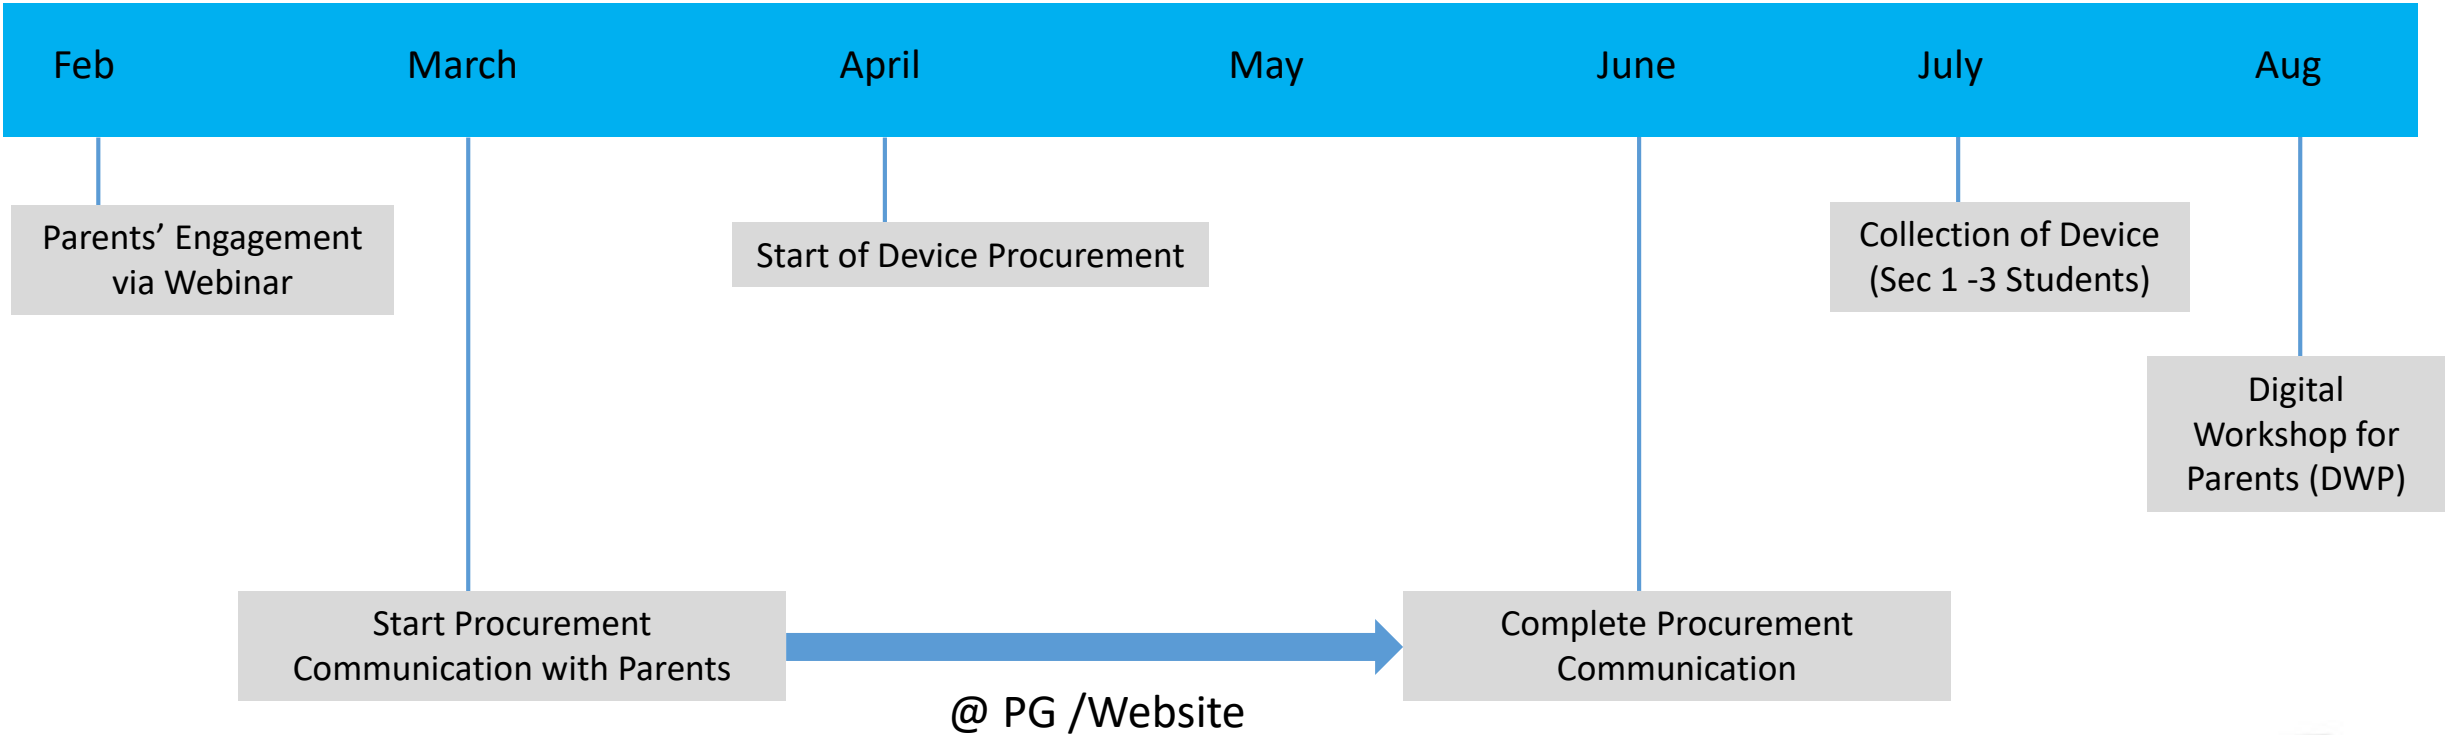 Feb March April May June July Aug
Parents’ Engagement
via Webinar
Start of Device Procurement
Collection of Device
(Sec 1 -3 Students)
Digital
Workshop for
Parents (DWP)
Start Procurement
Communication with Parents
Complete Procurement
Communication
@ PG /Website